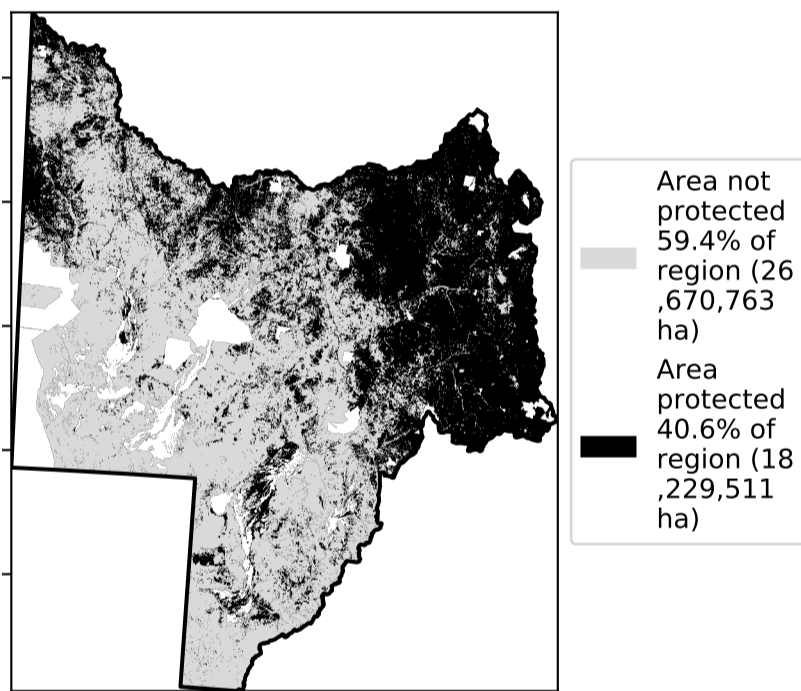 Area not
protected
59.4% of
region (26
,670,763
ha)
Area
protected
40.6% of
region (18
,229,511
ha)